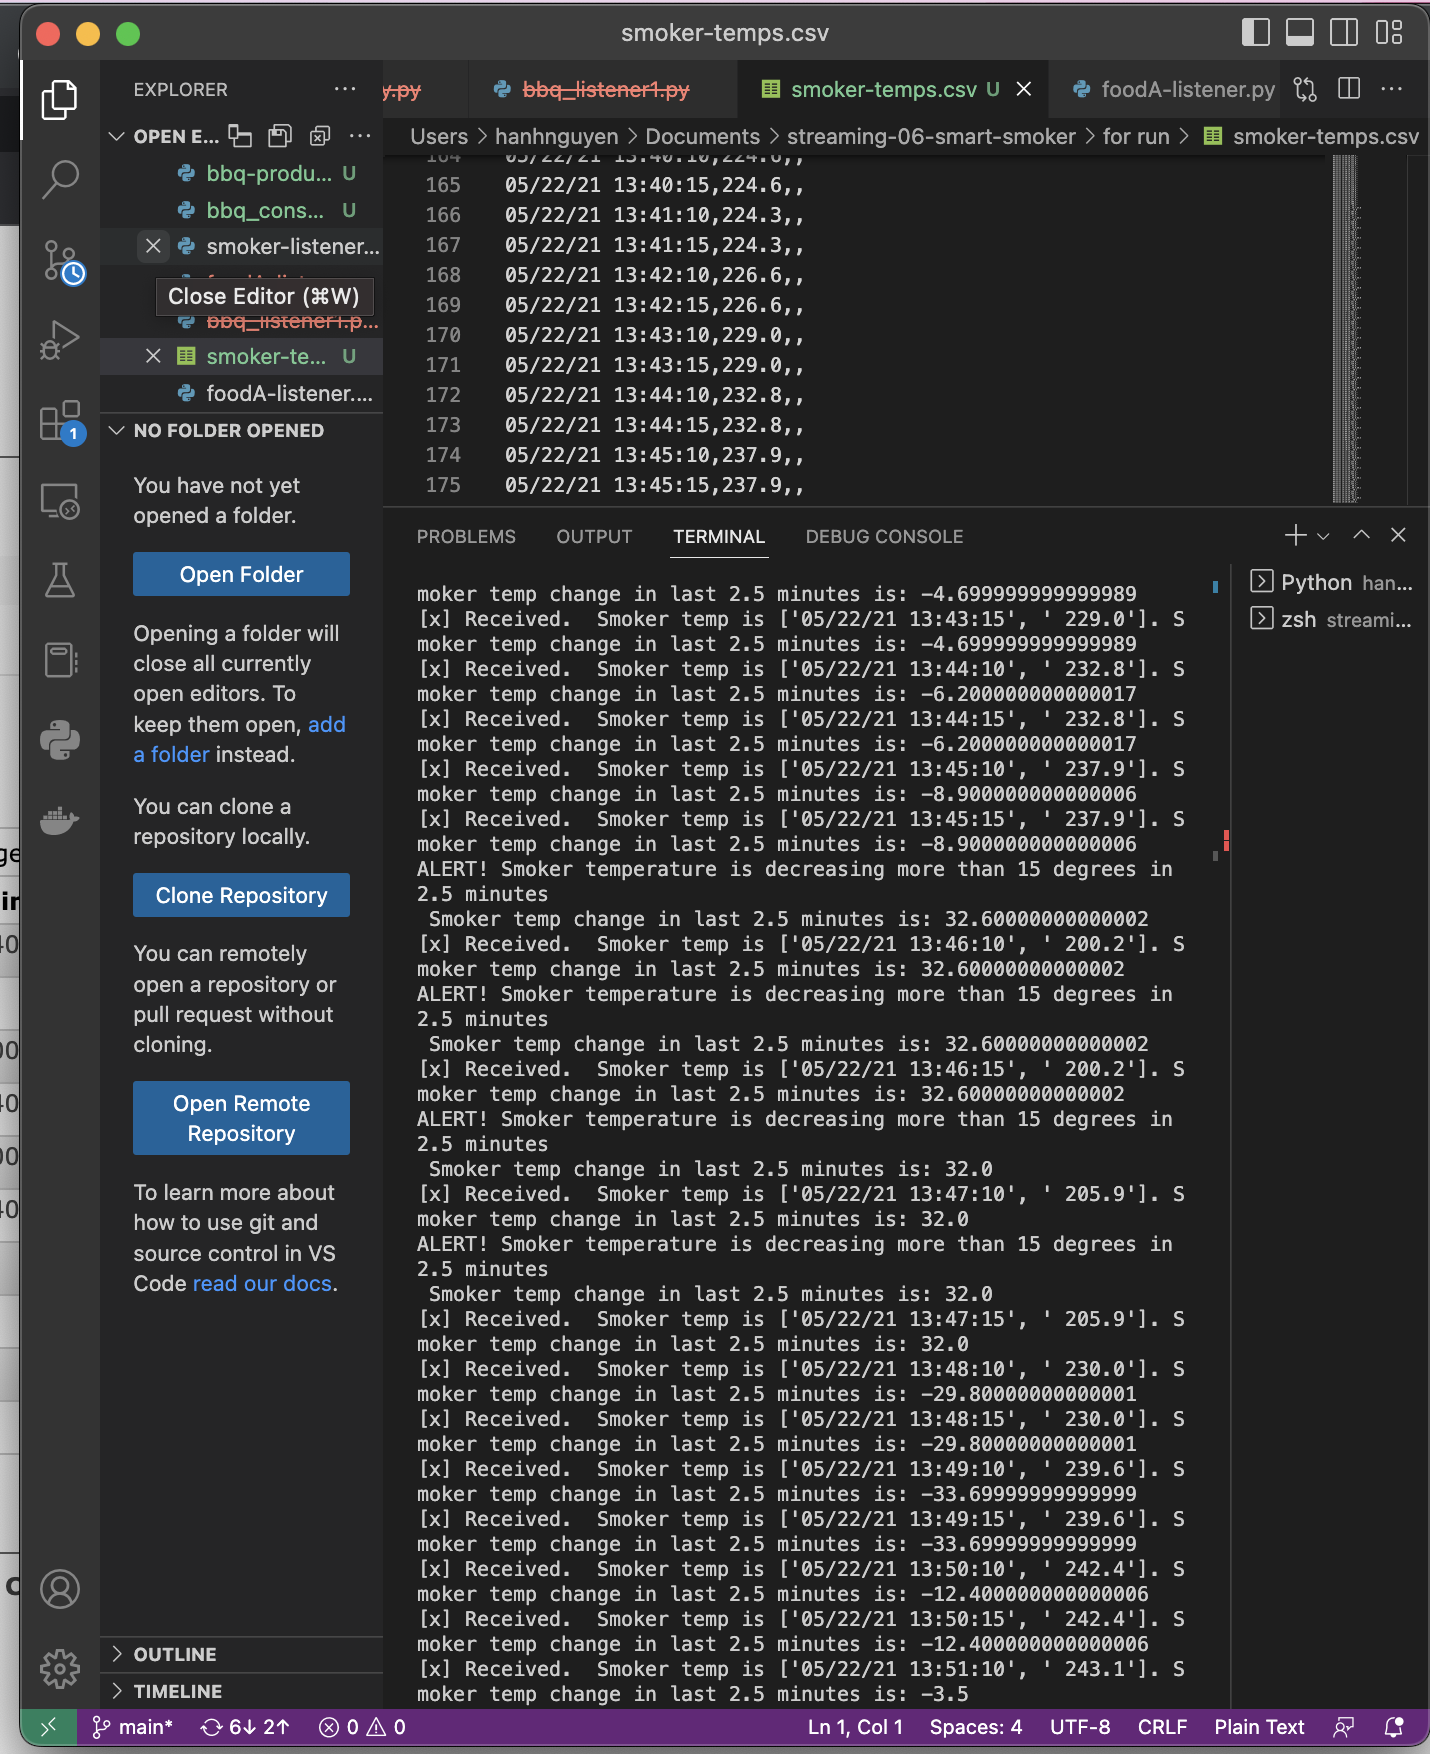 smoker-temps.csv
EXPLORER
y.py
bbq_listener1.py
smoker-temps.csv U
foodA-listener.py
OPEN E...
Users > hanhnguyen > Documents > streaming-06-smart-smoker > for run > smoker-temps.csv
bbq-produ... U
bbq_cons... U
smoker-listener...
Close Editor (⌘W)
bbq_listener1.p...
smoker-te... U
foodA-listener....
164 05/22/21 13:40:10,224.6,,
165 05/22/21 13:40:15,224.6,,
166 05/22/21 13:41:10,224.3,,
167 05/22/21 13:41:15,224.3,,
168 05/22/21 13:42:10,226.6,,
169 05/22/21 13:42:15,226.6,,
170 05/22/21 13:43:10,229.0,,
171 05/22/21 13:43:15,229.0,,
172 05/22/21 13:44:10,232.8,,
173 05/22/21 13:44:15,232.8,,
174 05/22/21 13:45:10,237.9,,
175 05/22/21 13:45:15,237.9,,
NO FOLDER OPENED
You have not yet
opened a folder.
Open Folder
Opening a folder will
close all currently
open editors. To
keep them open, add
a folder instead.
You can clone a
repository locally.
Clone Repository
You can remotely
open a repository or
pull request without
cloning.
Open Remote
Repository
To learn more about
how to use git and
source control in VS
Code read our docs.
OUTLINE
TIMELINE
1
PROBLEMS OUTPUT TERMINAL DEBUG CONSOLE
Python han...
zsh streami...
moker temp change in last 2.5 minutes is: -4.699999999999989
[x] Received.  Smoker temp is ['05/22/21 13:43:15', ' 229.0']. S
moker temp change in last 2.5 minutes is: -4.699999999999989
[x] Received.  Smoker temp is ['05/22/21 13:44:10', ' 232.8']. S
moker temp change in last 2.5 minutes is: -6.200000000000017
[x] Received.  Smoker temp is ['05/22/21 13:44:15', ' 232.8']. S
moker temp change in last 2.5 minutes is: -6.200000000000017
[x] Received.  Smoker temp is ['05/22/21 13:45:10', ' 237.9']. S
moker temp change in last 2.5 minutes is: -8.900000000000006
[x] Received.  Smoker temp is ['05/22/21 13:45:15', ' 237.9']. S
moker temp change in last 2.5 minutes is: -8.900000000000006
ALERT! Smoker temperature is decreasing more than 15 degrees in
2.5 minutes
Smoker temp change in last 2.5 minutes is: 32.60000000000002
[x] Received.  Smoker temp is ['05/22/21 13:46:10', ' 200.2']. S
moker temp change in last 2.5 minutes is: 32.60000000000002
ALERT! Smoker temperature is decreasing more than 15 degrees in
2.5 minutes
Smoker temp change in last 2.5 minutes is: 32.60000000000002
[x] Received.  Smoker temp is ['05/22/21 13:46:15', ' 200.2']. S
moker temp change in last 2.5 minutes is: 32.60000000000002
ALERT! Smoker temperature is decreasing more than 15 degrees in
2.5 minutes
Smoker temp change in last 2.5 minutes is: 32.0
[x] Received.  Smoker temp is ['05/22/21 13:47:10', ' 205.9']. S
moker temp change in last 2.5 minutes is: 32.0
ALERT! Smoker temperature is decreasing more than 15 degrees in
2.5 minutes
Smoker temp change in last 2.5 minutes is: 32.0
[x] Received.  Smoker temp is ['05/22/21 13:47:15', ' 205.9']. S
moker temp change in last 2.5 minutes is: 32.0
[x] Received.  Smoker temp is ['05/22/21 13:48:10', ' 230.0']. S
moker temp change in last 2.5 minutes is: -29.80000000000001
[x] Received.  Smoker temp is ['05/22/21 13:48:15', ' 230.0']. S
moker temp change in last 2.5 minutes is: -29.80000000000001
[x] Received.  Smoker temp is ['05/22/21 13:49:10', ' 239.6']. S
moker temp change in last 2.5 minutes is: -33.69999999999999
[x] Received.  Smoker temp is ['05/22/21 13:49:15', ' 239.6']. S
moker temp change in last 2.5 minutes is: -33.69999999999999
[x] Received.  Smoker temp is ['05/22/21 13:50:10', ' 242.4']. S
moker temp change in last 2.5 minutes is: -12.400000000000006
[x] Received.  Smoker temp is ['05/22/21 13:50:15', ' 242.4']. S
moker temp change in last 2.5 minutes is: -12.400000000000006
[x] Received.  Smoker temp is ['05/22/21 13:51:10', ' 243.1']. S
moker temp change in last 2.5 minutes is: -3.5
main* 6↓ 2↑ 0 0 Ln 1, Col 1 Spaces: 4 UTF-8 CRLF Plain Text